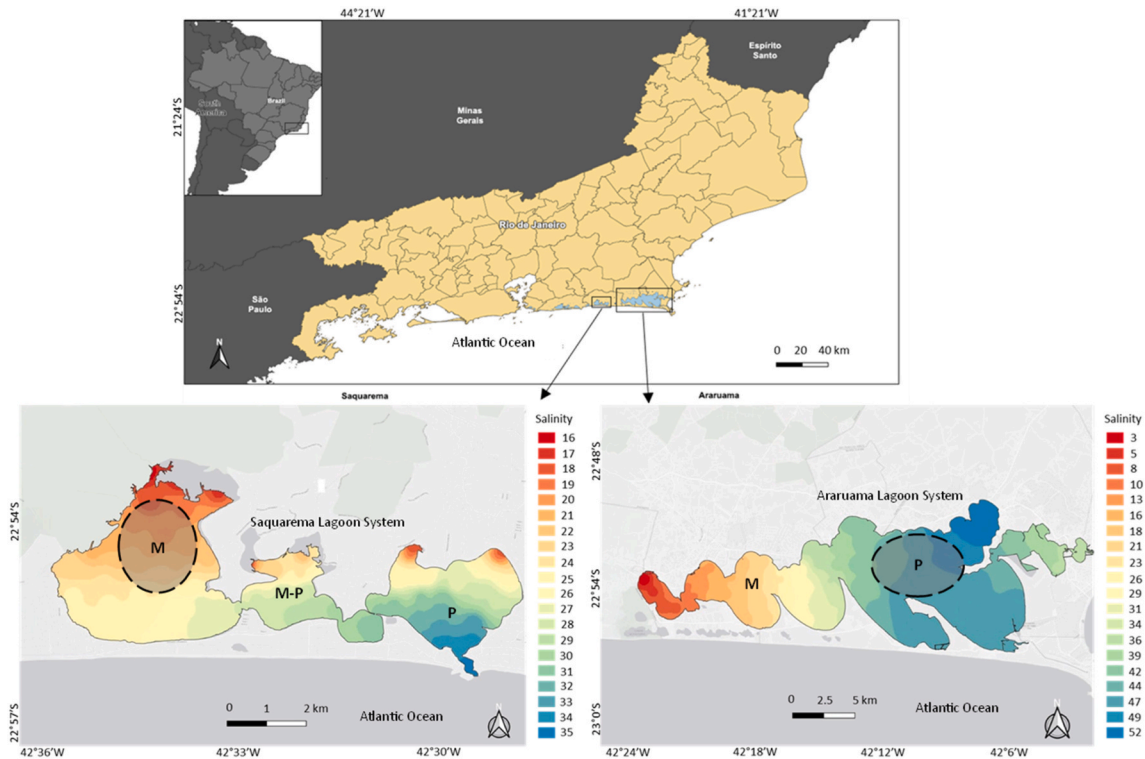 44°21'W
41°21'W
21°24'S
22°54'S
South
America
Brazil
Espírito
Santo
Minas
Gerais
Rio de Janeiro
São
Paulo
Atlantic Ocean
N
0 20 40 km
Saquarema
Araruama
Salinity
16
17
18
19
20
21
22
23
24
25
26
27
28
29
30
31
32
33
34
35
22°54'S
22°57'S
Saquarema Lagoon System
M
M-P
P
0 1 2 km
Atlantic Ocean
N
42°36'W
42°33'W
42°30'W
Salinity
3
5
8
10
13
16
18
21
23
26
29
31
34
36
39
42
44
47
49
52
22°48'S
22°54'S
23°0'S
Araruama Lagoon System
M
P
0 2.5 5 km
Atlantic Ocean
N
42°24'W
42°18'W
42°12'W
42°6'W